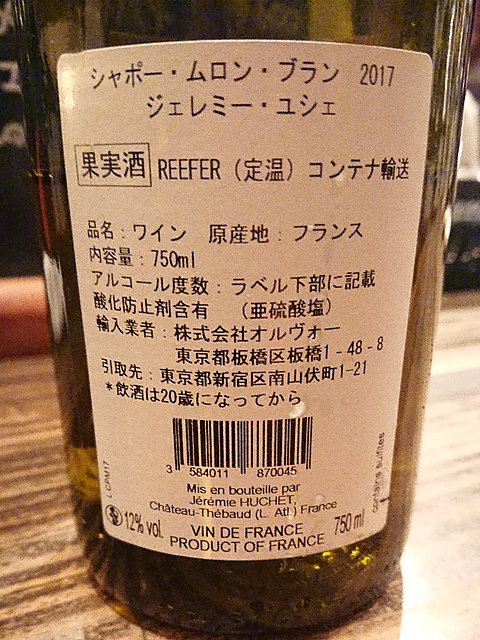 シャポー・ムロン・ブラン 2017
ジェレミー・ユシェ
果実酒 REEFER（定温）コンテナ輸送
品名：ワイン 原産地：フランス
内容量：750ml
アルコール度数：ラベル下部に記載
酸化防止剤含有 （亜硫酸塩）
輸入業者：株式会社オルヴォー
東京都板橋区板橋1-48-8
引取先：東京都新宿区南山伏町1-21
*飲酒は20歳になってから
3 584011 870045
Mis en bouteille par
Jérémie HUCHET,
Château-Thébaud (L. Atl.) France
12% vol.
VIN DE FRANCE
750 ml
PRODUCT OF FRANCE
L CPM17
contains sulfites